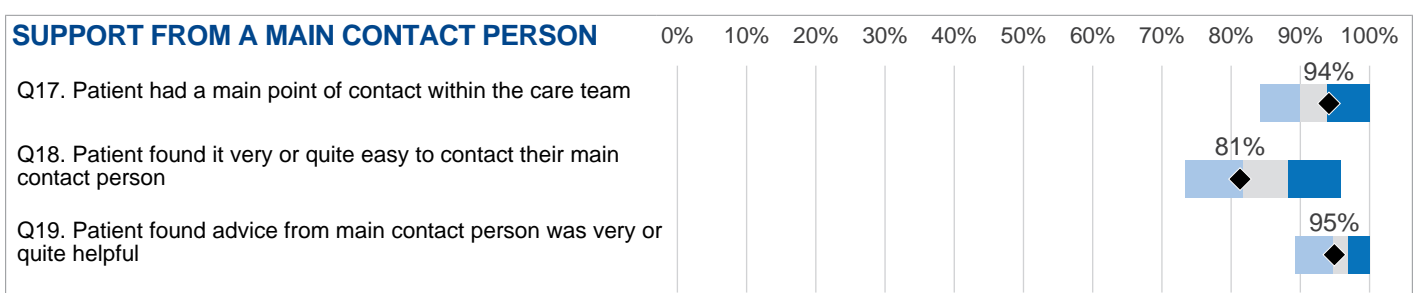 SUPPORT FROM A MAIN CONTACT PERSON 0% 10% 20% 30% 40% 50% 60% 70% 80% 90% 100%
94%
Q17. Patient had a main point of contact within the care team
81%
Q18. Patient found it very or quite easy to contact their main
contact person
95%
Q19. Patient found advice from main contact person was very or
quite helpful